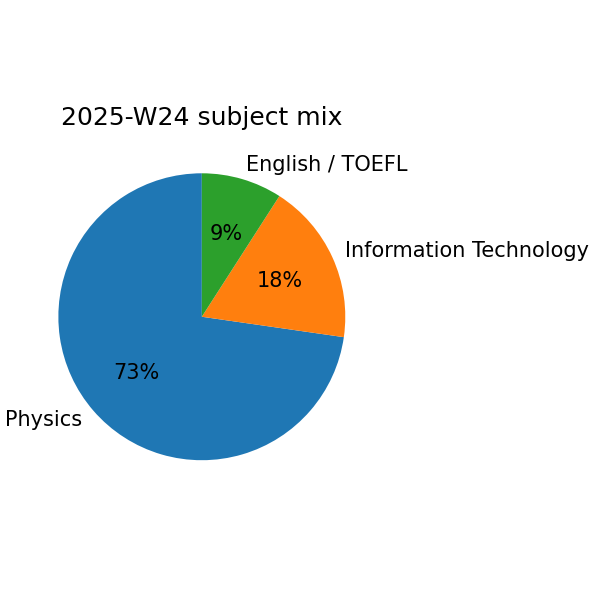 2025-W24 subject mix
English / TOEFL
9%
Information Technology
18%
73%
Physics